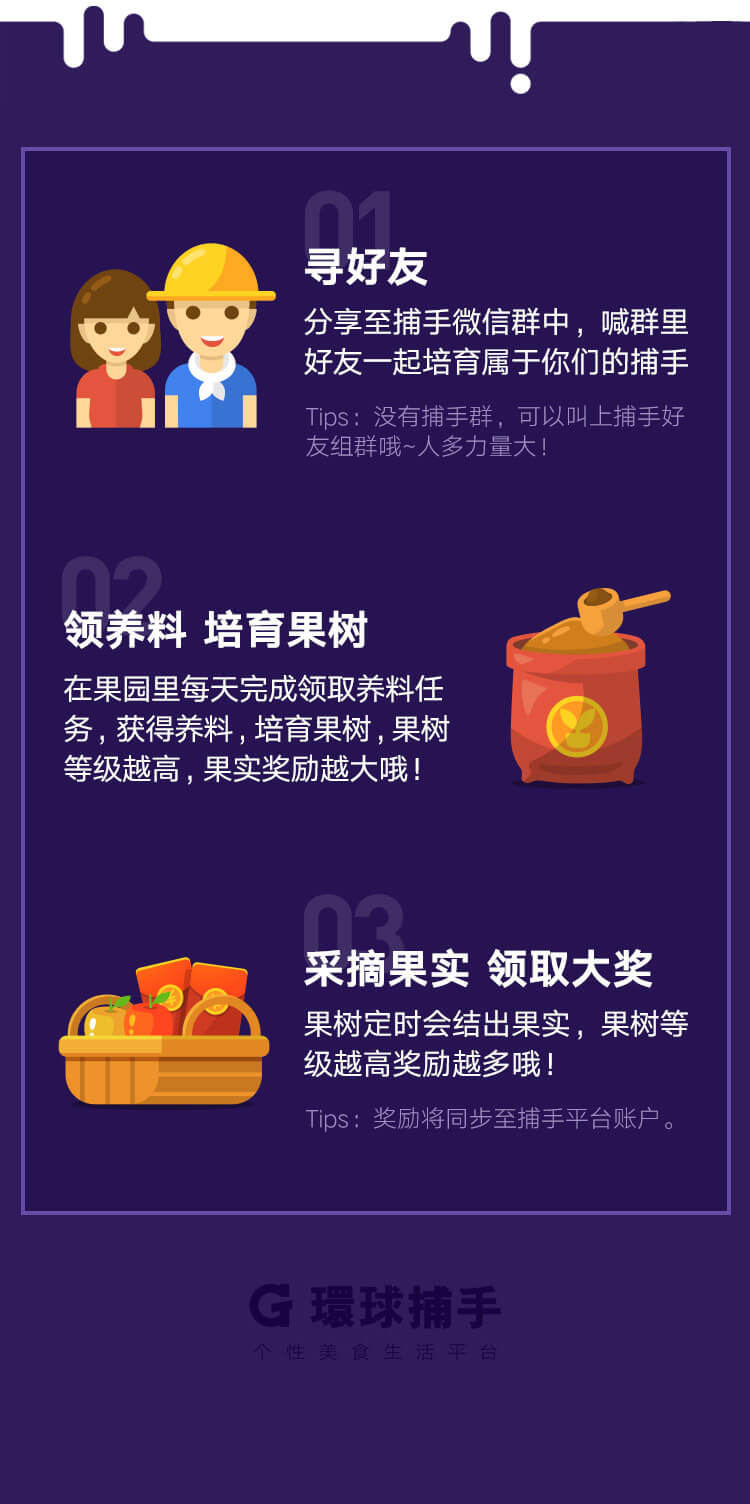 01
寻好友
分享至捕手微信群中，喊群里
好友一起培育属于你们的捕手
Tips：没有捕手群，可以叫上捕手好
友组群哦~人多力量大！
02
领养料 培育果树
在果园里每天完成领取养料任
务，获得养料，培育果树，果树
等级越高，果实奖励越大哦！
03
采摘果实 领取大奖
果树定时会结出果实，果树等
级越高奖励越多哦！
Tips：奖励将同步至捕手平台账户。
G 環球捕手
个性美食生活平台